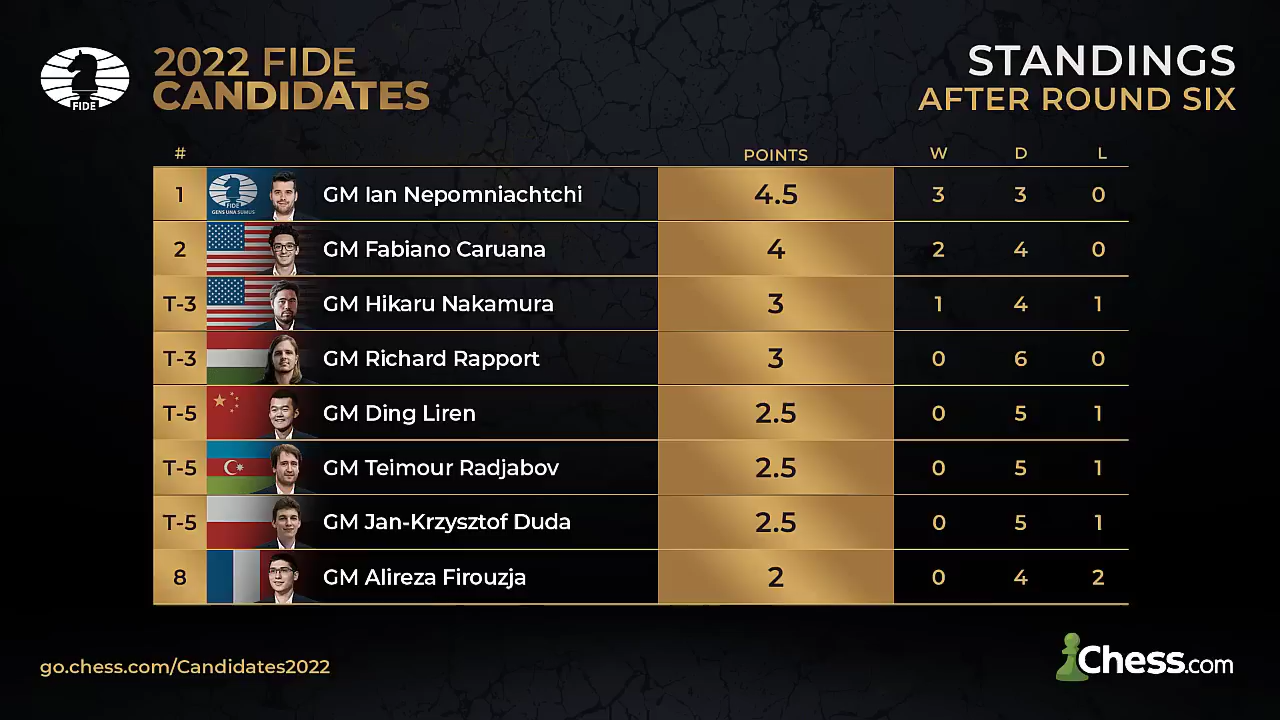 2022 FIDE
CANDIDATES
FIDE
STANDINGS
AFTER ROUND SIX
# POINTS W D L
1 FIDE GENS UNA SUMUS GM Ian Nepomniachtchi 4.5 3 3 0
2 GM Fabiano Caruana 4 2 4 0
T-3 GM Hikaru Nakamura 3 1 4 1
T-3 GM Richard Rapport 3 0 6 0
T-5 GM Ding Liren 2.5 0 5 1
T-5 GM Teimour Radjabov 2.5 0 5 1
T-5 GM Jan-Krzysztof Duda 2.5 0 5 1
8 GM Alireza Firouzja 2 0 4 2
go.chess.com/Candidates2022
Chess.com